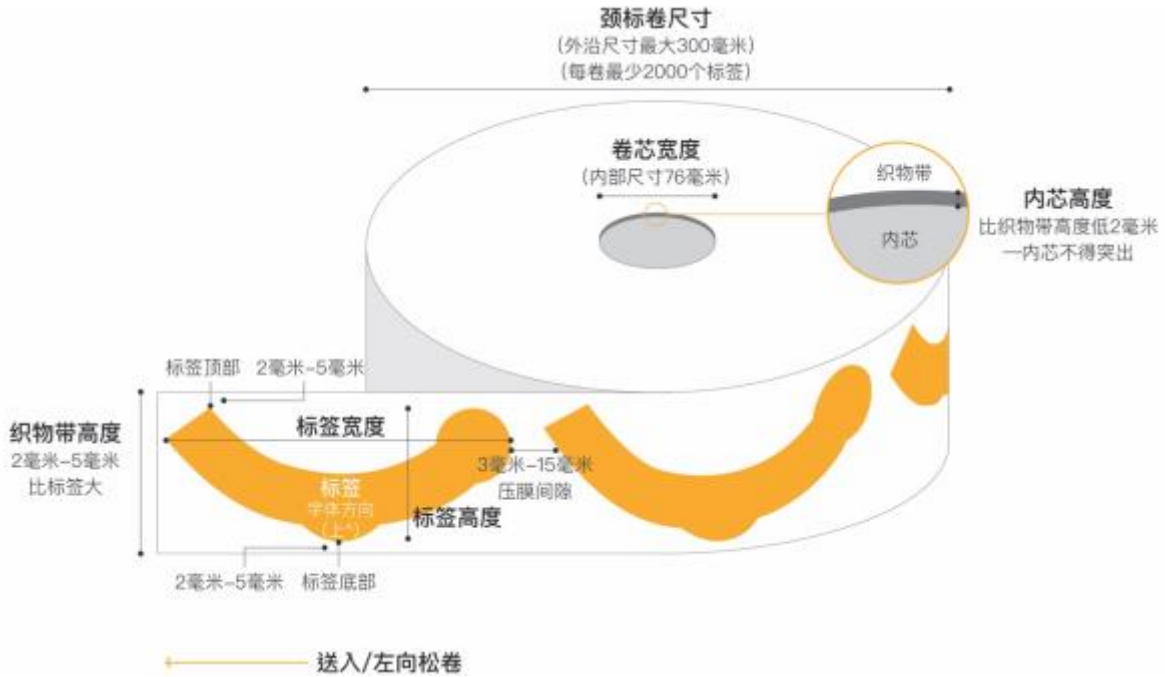 颈标卷尺寸
(外沿尺寸最大300毫米)
(每卷最少2000个标签)
卷芯宽度
(内部尺寸76毫米)
织物带
内芯
内芯高度
比织物带高度低2毫米
—内芯不得突出
标签顶部
2毫米-5毫米
织物带高度
2毫米-5毫米
比标签大
标签宽度
3毫米-15毫米
压膜间隙
标签
字体方向
(上^)
标签高度
2毫米-5毫米
标签底部
送入/左向松卷